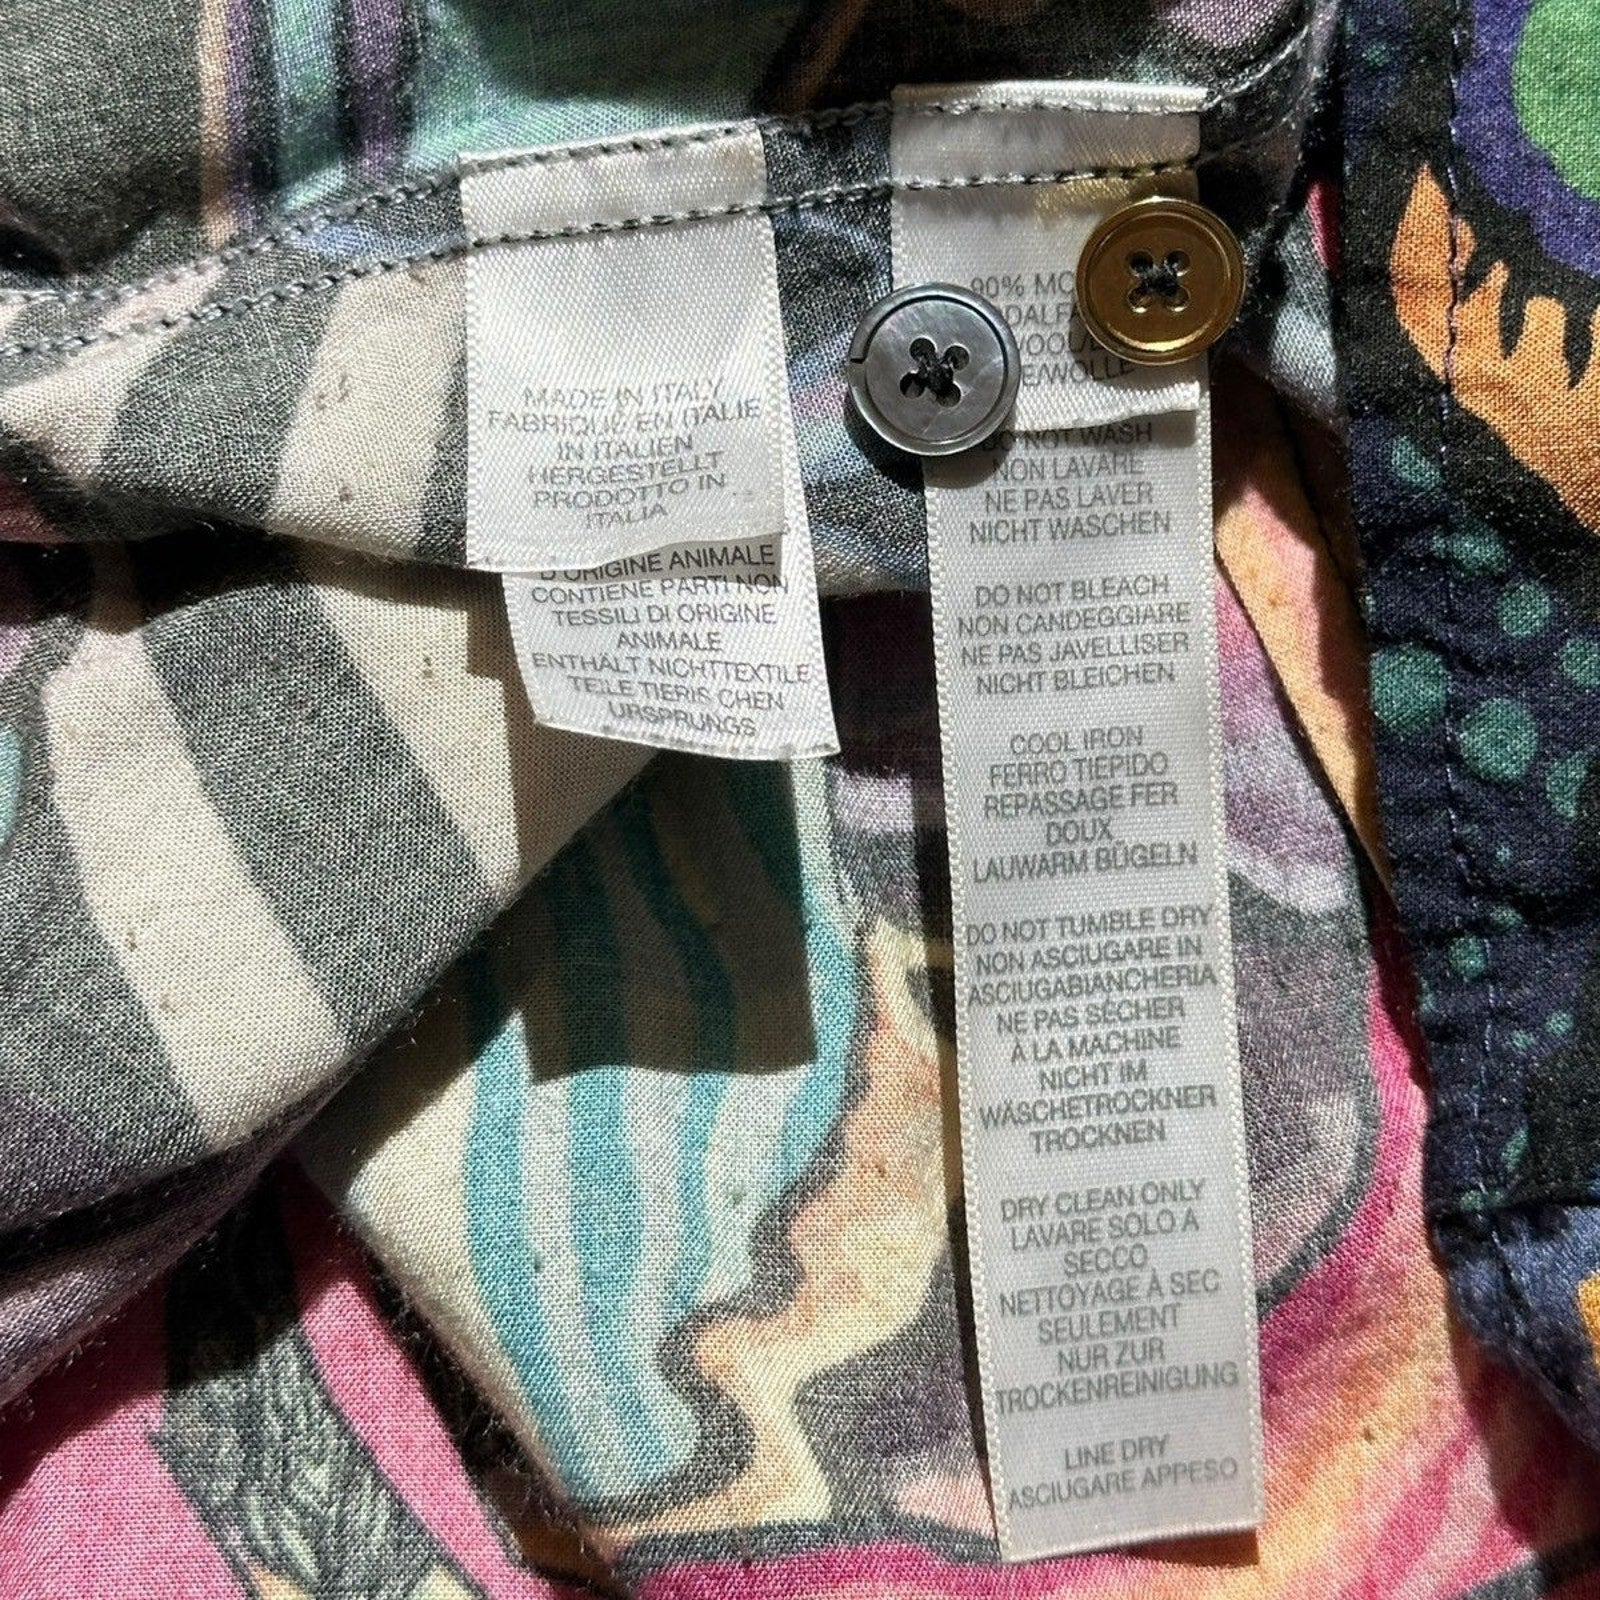 MADE IN ITALY
FABRIQUÉ EN ITALIE
IN ITALIEN
HERGESTELLT
PRODOTTO IN
ITALIA
D'ORIGINE ANIMALE
CONTIENE PARTI NON
TESSILI DI ORIGINE
ANIMALE
ENTHÄLT NICHTTEXTILE
TEILE TIERISCHEN
URSPRUNGS
90%
DO NOT WASH
NON LAVARE
NE PAS LAVER
NICHT WASCHEN
DO NOT BLEACH
NON CANDEGGIARE
NE PAS JAVELLISER
NICHT BLEICHEN
COOL IRON
FERRO TIEPIDO
REPASSAGE FER
DOUX
LAUWARM BÜGELN
DO NOT TUMBLE DRY
NON ASCIUGARE IN
ASCIUGABIANCHERIA
NE PAS SÉCHER
À LA MACHINE
NICHT IM
WÄSCHETROCKNER
TROCKNEN
DRY CLEAN ONLY
LAVARE SOLO A
SECCO
NETTOYAGE À SEC
SEULEMENT
NUR ZUR
TROCKENREINIGUNG
LINE DRY
ASCIUGARE APPESO